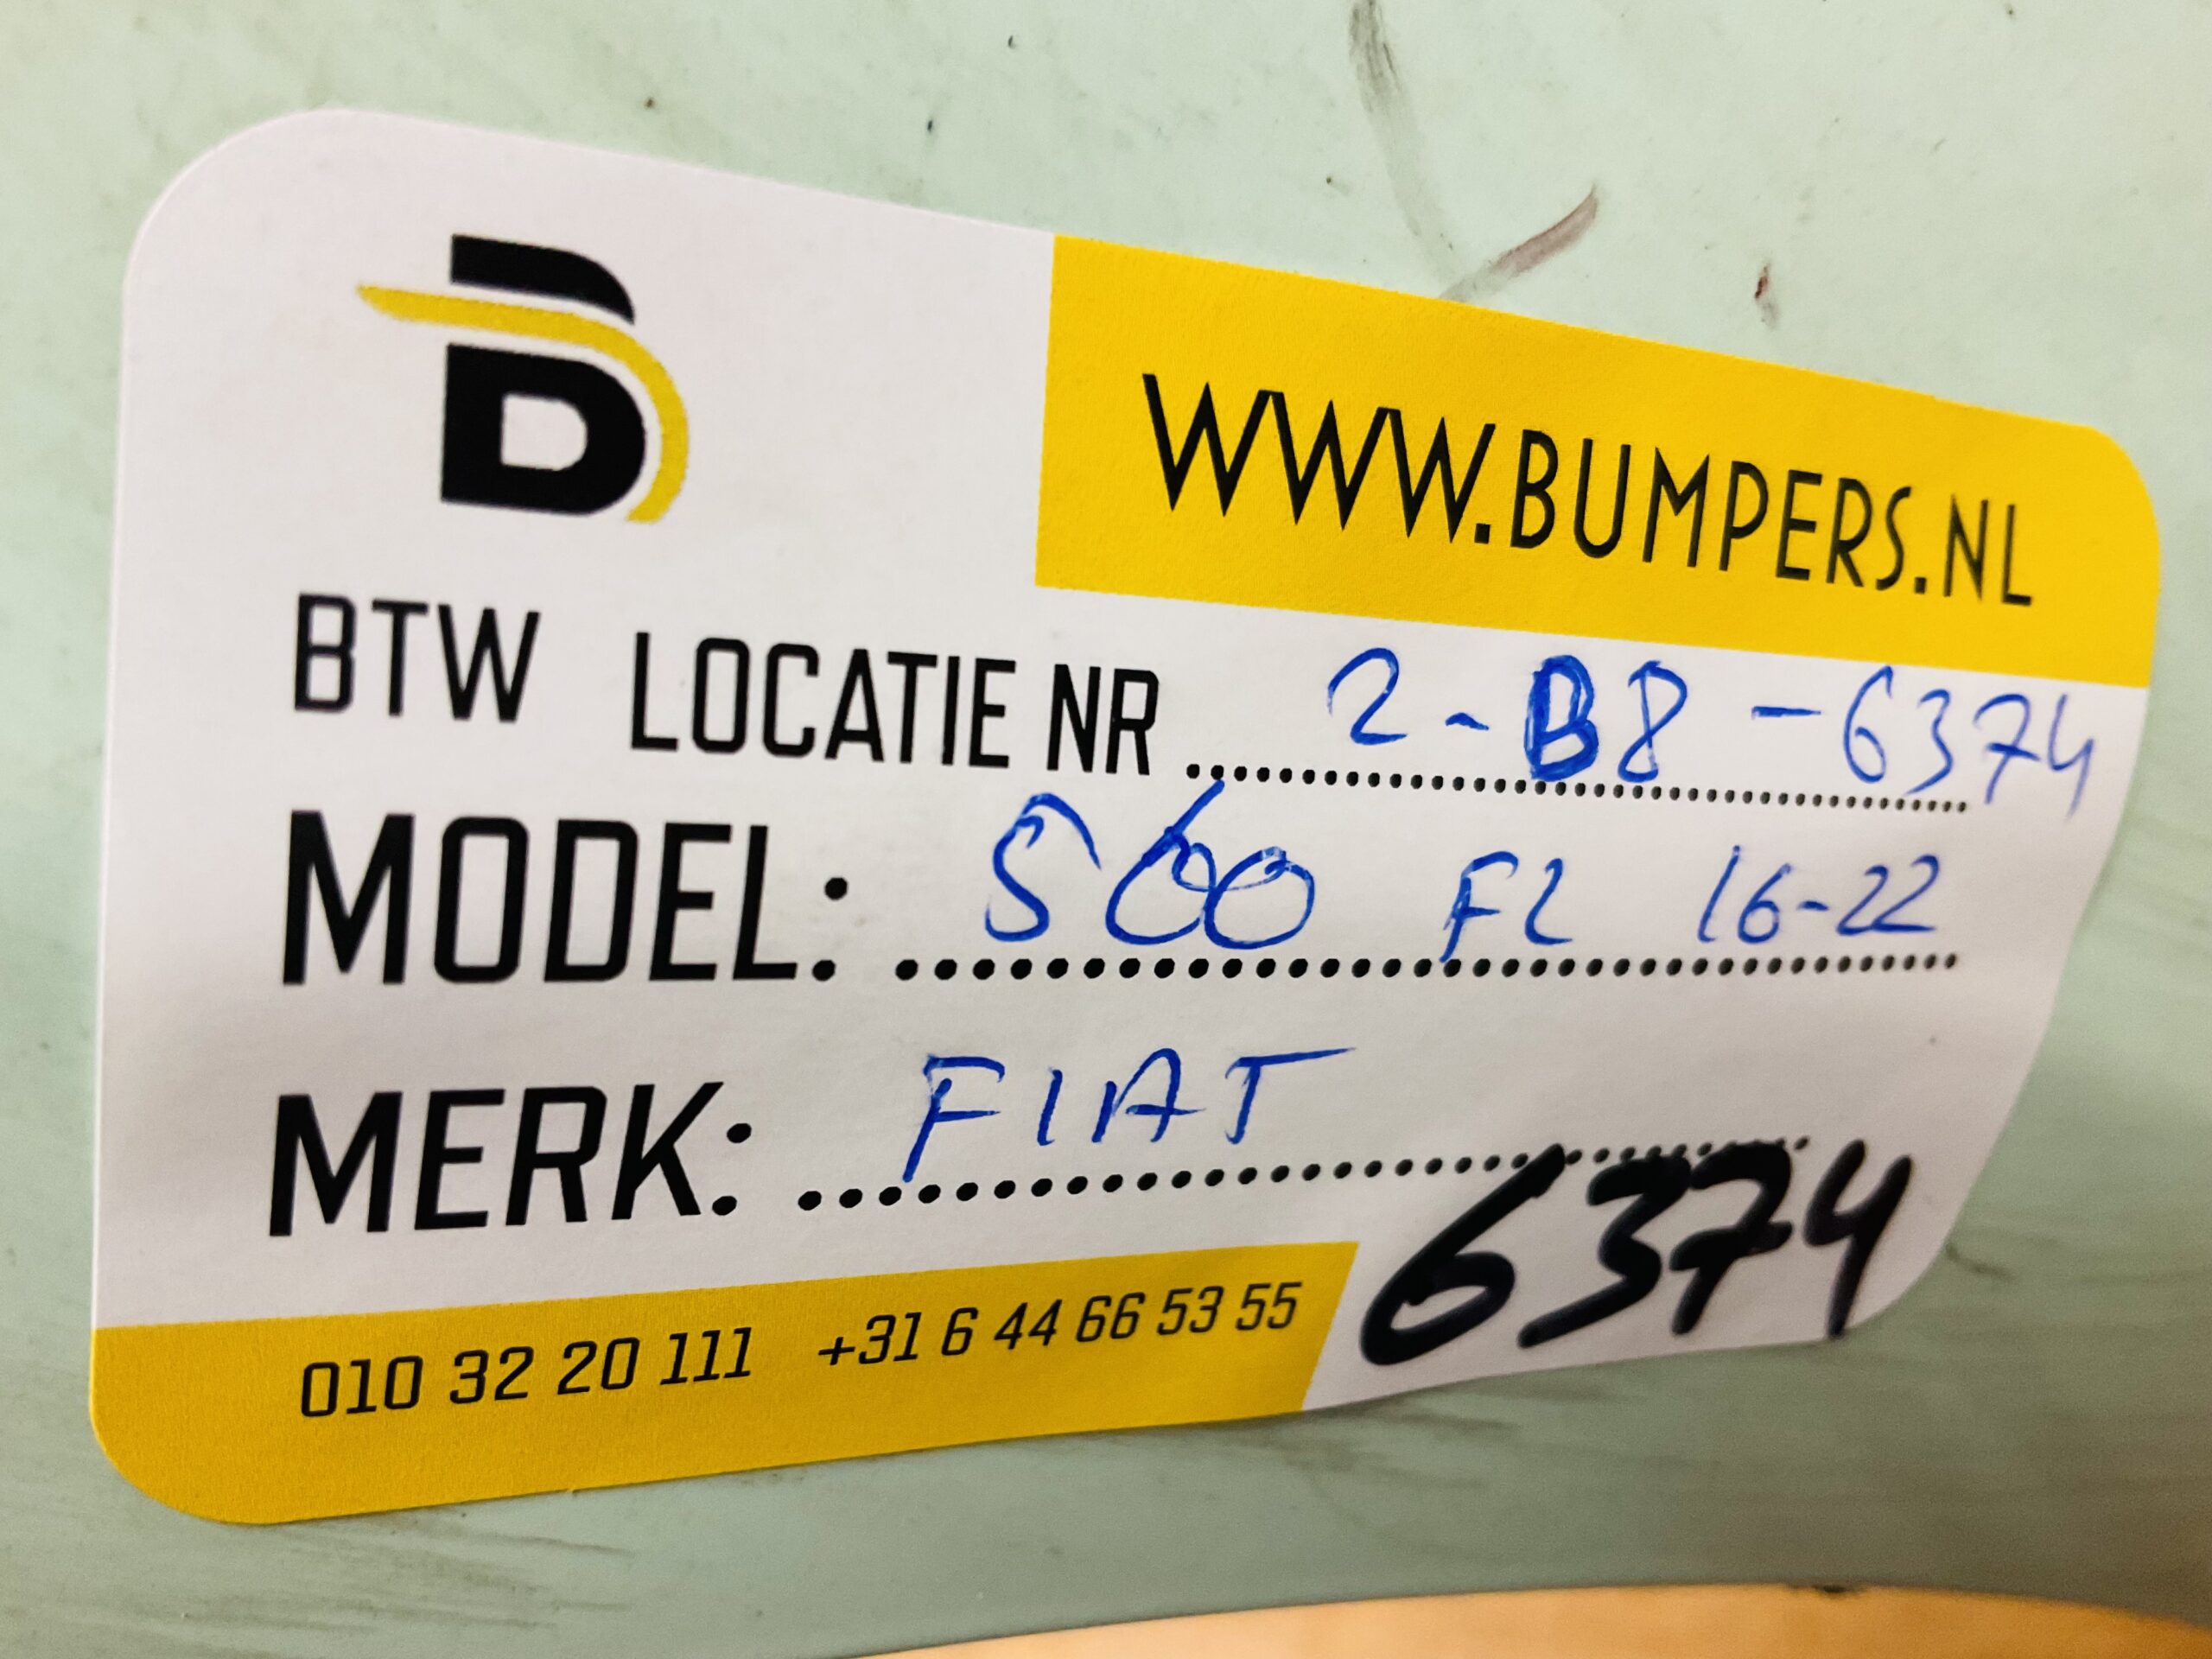 B
WWW.BUMPERS.NL
BTW LOCATIE NR 2-B8-6374
MODEL: 500 FL 16-22
MERK: FIAT
6374
010 32 20 111 +31 6 44 66 53 55